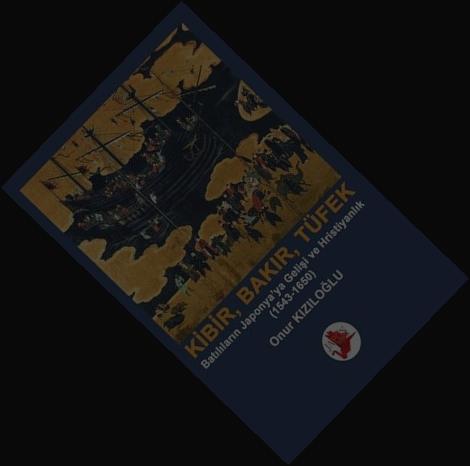 KİBİR, BAKIR, TÜFEK
Batılıların Japonya'ya Gelişi ve Hristiyanlık
(1543-1650)
Onur KIZILOĞLU